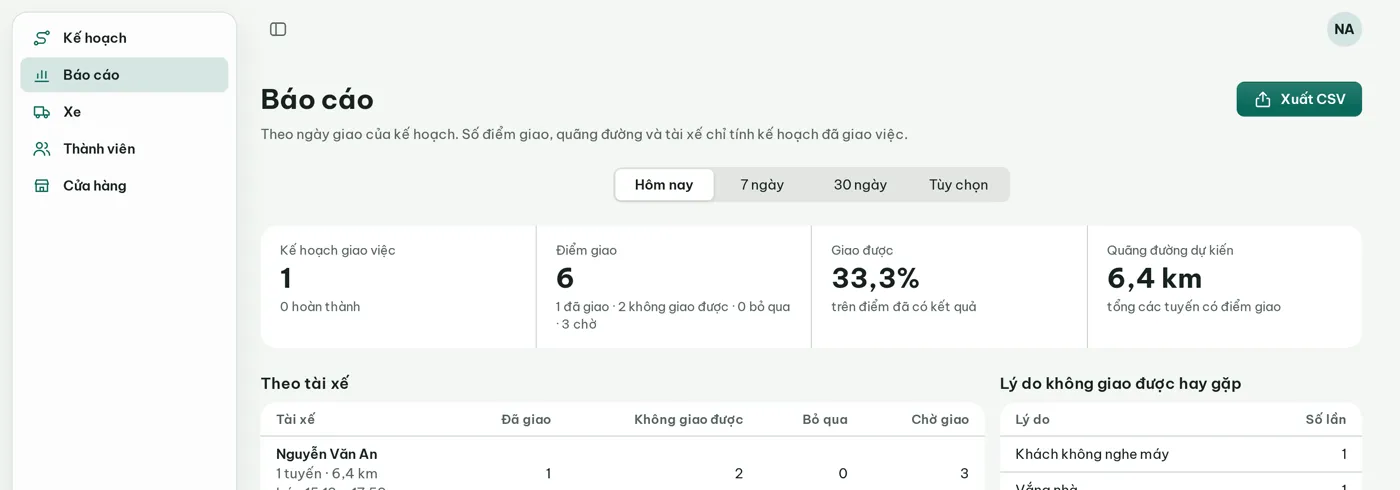 Kế hoạch
Báo cáo
Xe
Thành viên
Cửa hàng
NA
Báo cáo
Xuất CSV
Theo ngày giao của kế hoạch. Số điểm giao, quãng đường và tài xế chỉ tính kế hoạch đã giao việc.
Hôm nay 7 ngày 30 ngày Tùy chọn
Kế hoạch giao việc
1
0 hoàn thành
Điểm giao
6
1 đã giao · 2 không giao được · 0 bỏ qua
· 3 chờ
Giao được
33,3%
trên điểm đã có kết quả
Quãng đường dự kiến
6,4 km
tổng các tuyến có điểm giao
Theo tài xế
Tài xế Đã giao Không giao được Bỏ qua Chờ giao
Nguyễn Văn An
1 tuyến · 6,4 km
1 2 0 3
Lý do không giao được hay gặp
Lý do Số lần
Khách không nghe máy 1
Vắng nhà 1